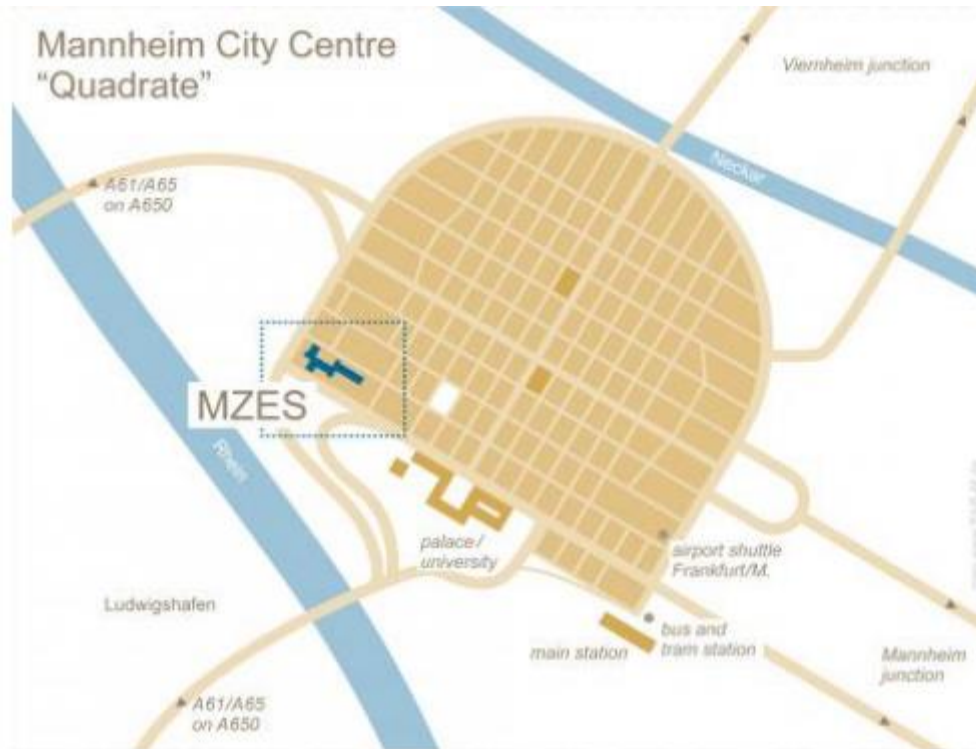 Mannheim City Centre
"Quadrate"
Viernheim junction
Neckar
A61/A65
on A650
MZES
Rhein
palace /
university
airport shuttle
Frankfurt/M.
Ludwigshafen
bus and
tram station
main station
Mannheim
junction
A61/A65
on A650